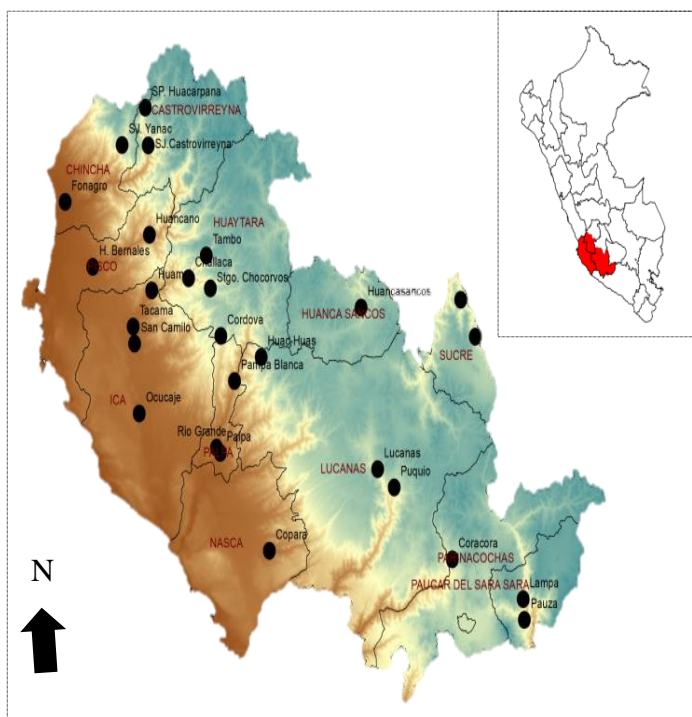 SP. Huacarpana
CASTROVIRREYNA
SJ. Yanac
SJ.Castrovirreyna
CHINCHA
Fonagro
Huancano
HUAYTARA
Tambo
H. Bernales
Stgo. Chocorvos
Huancasancos
HUANCA SANCOS
Tacama
San Camilo
Cordova
Huac Huas
SUCRE
Pampa Blanca
ICA
Ocucaje
Rio Grande
Palpa
LUCANAS
Lucanas
Puquio
NASCA
Copara
Coracora
PARINACOCHAS
PAUCAR DEL SARA SARA
Lampa
Pauza
N